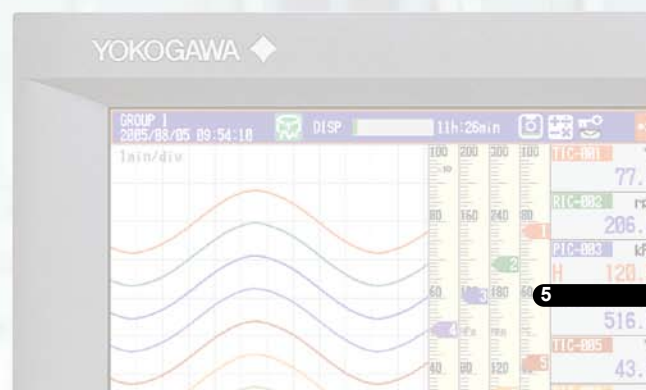 YOKOGAWA
GROUP 1
2005/08/05 09:54:10 DISP 11h:26min
1min/div
100 200 300 100 TIC-001
77.
RIC-002
80 160 240 80 206.
1
PIC-003
2
H 120.
60 180 60 5
3
516.
4
TIC-005
40 80 120 5 43.